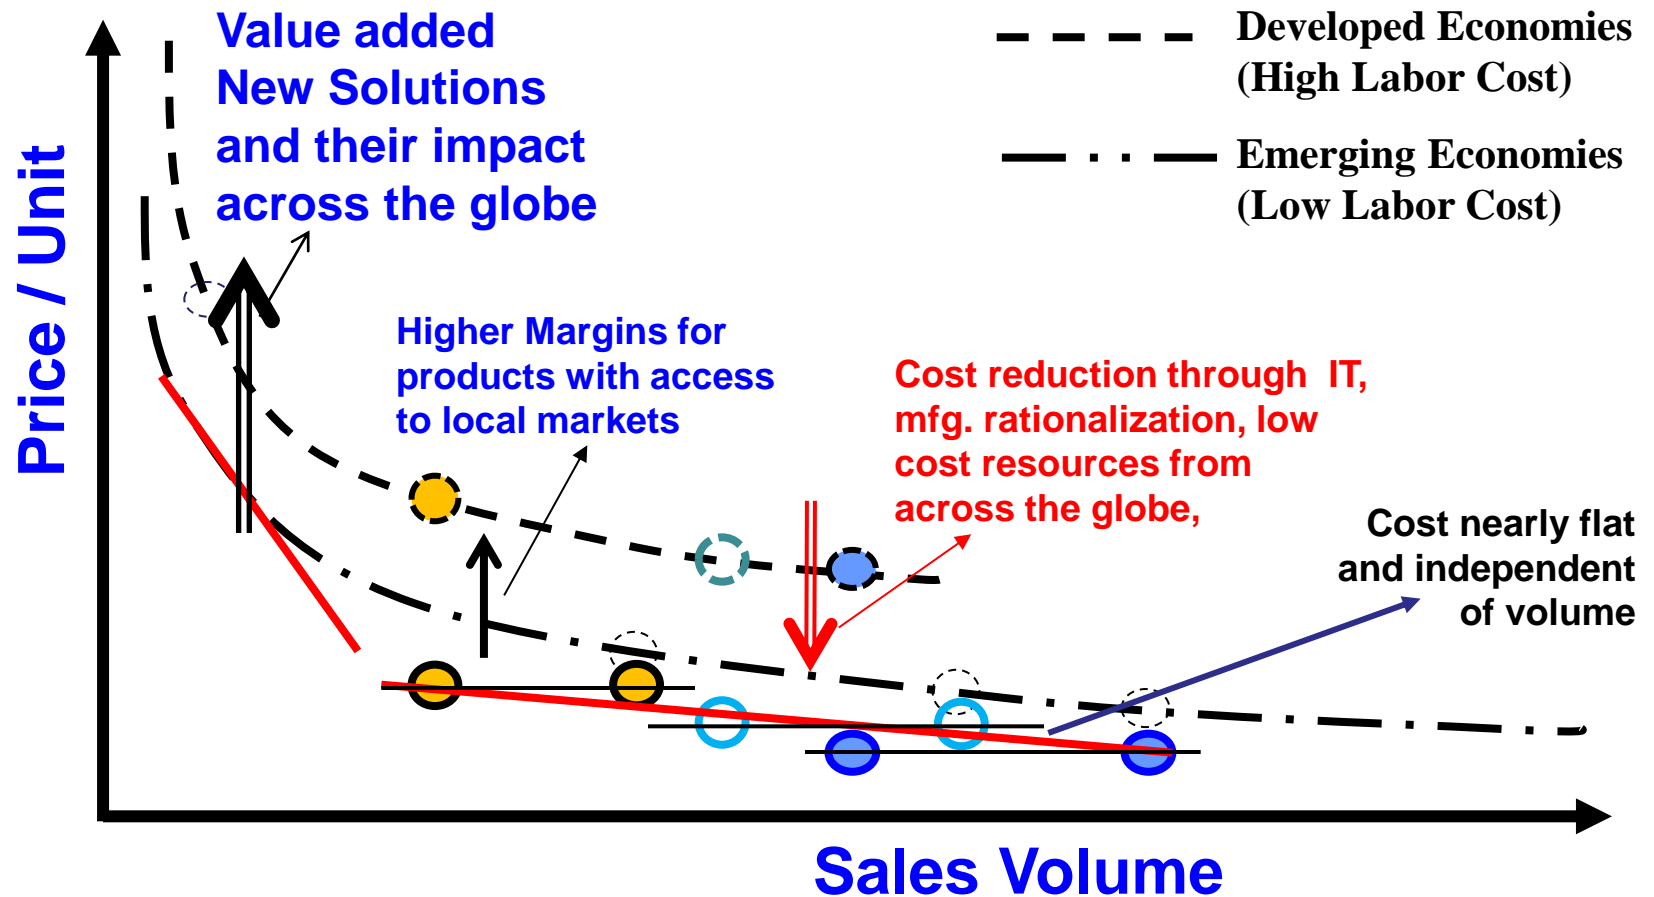 Value added
New Solutions
and their impact
across the globe
Developed Economies
(High Labor Cost)
Emerging Economies
(Low Labor Cost)
Price / Unit
Higher Margins for
products with access
to local markets
Cost reduction through IT,
mfg. rationalization, low
cost resources from
across the globe,
Cost nearly flat
and independent
of volume
Sales Volume